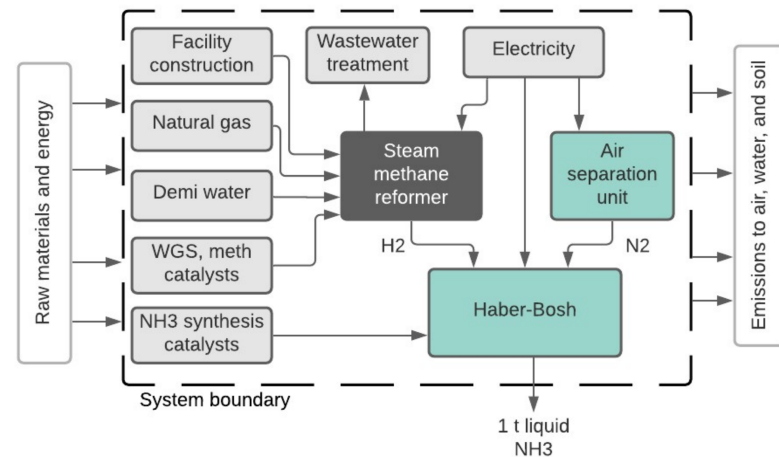 Raw materials and energy
Facility
construction
Natural gas
Demi water
WGS, meth
catalysts
NH3 synthesis
catalysts
Wastewater
treatment
Electricity
Steam
methane
reformer
Air
separation
unit
H2
N2
Haber-Bosh
System boundary
1 t liquid
NH3
Emissions to air, water, and soil